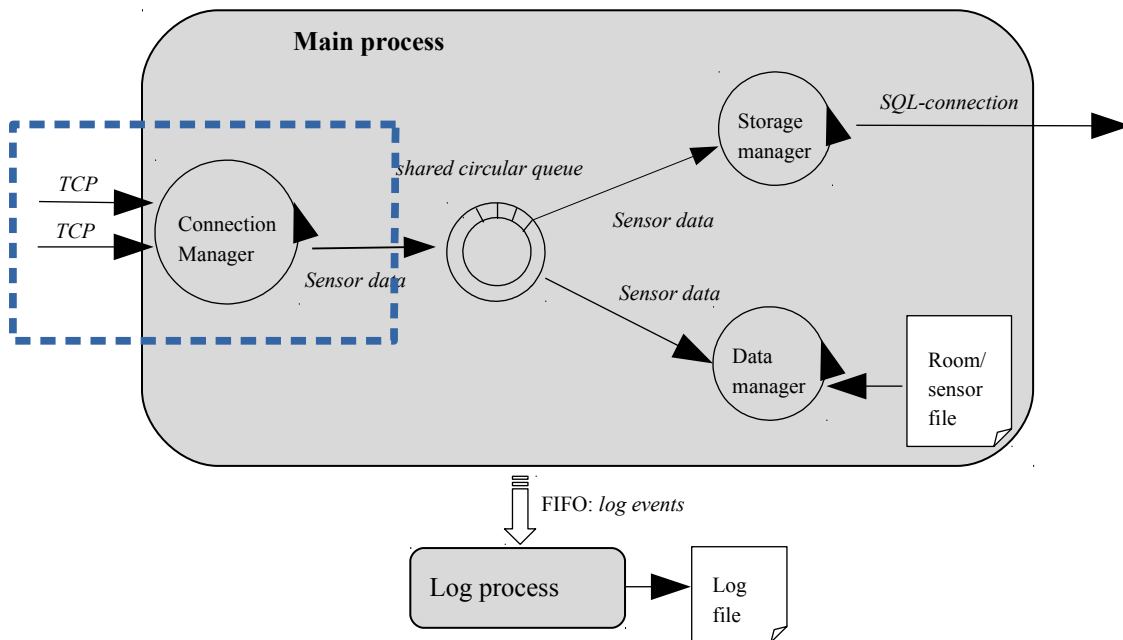 Main process
SQL-connection
Storage
manager
shared circular queue
TCP
TCP
Connection
Manager
Sensor data
Sensor data
Sensor data
Data
manager
Room/
sensor
file
FIFO: log events
Log process
Log
file